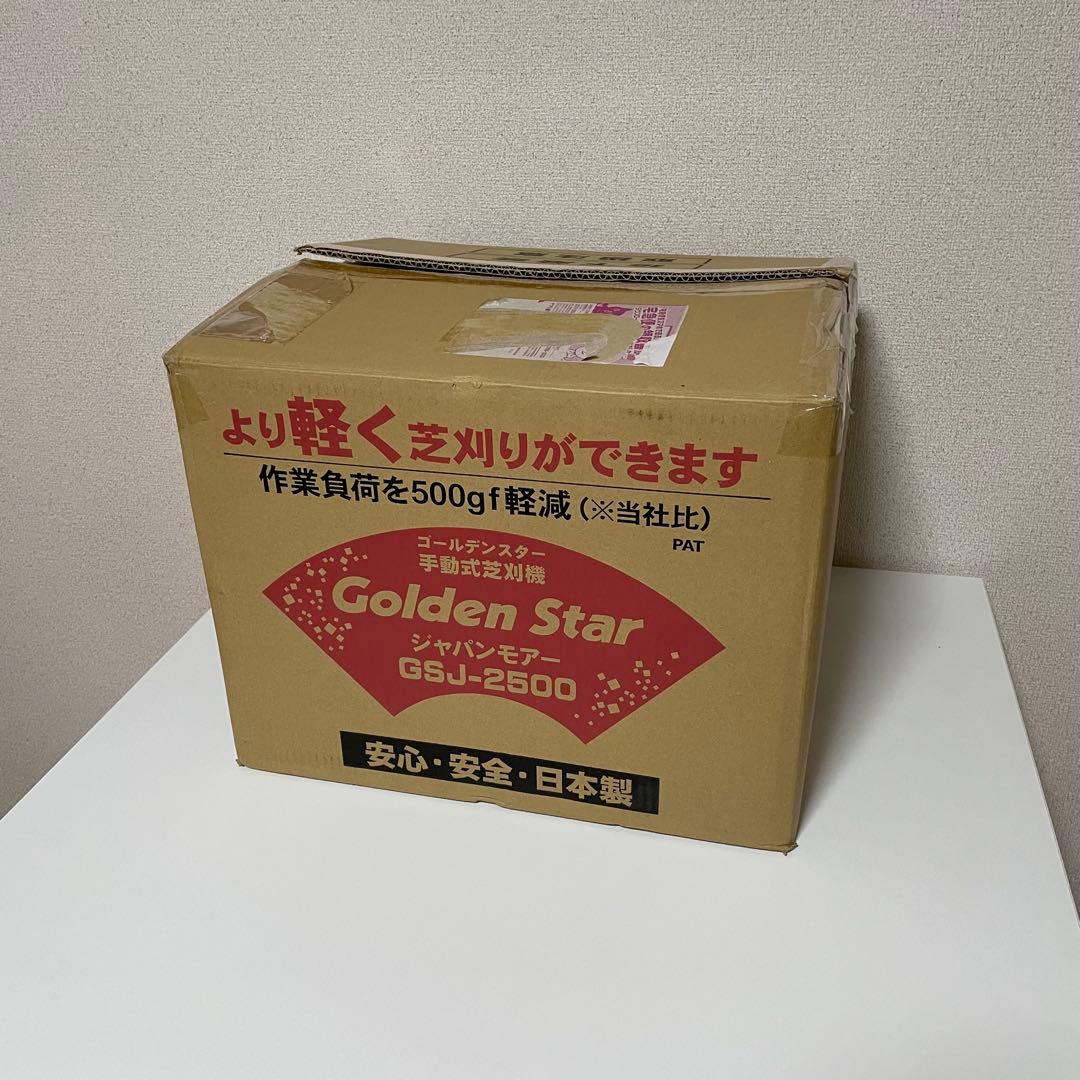 より軽く芝刈りができます
作業負荷を500gf軽減(※当社比)
PAT
ゴールデンスター
手動式芝刈機
Golden Star
ジャパンモアー
GSJ-2500
安心・安全・日本製